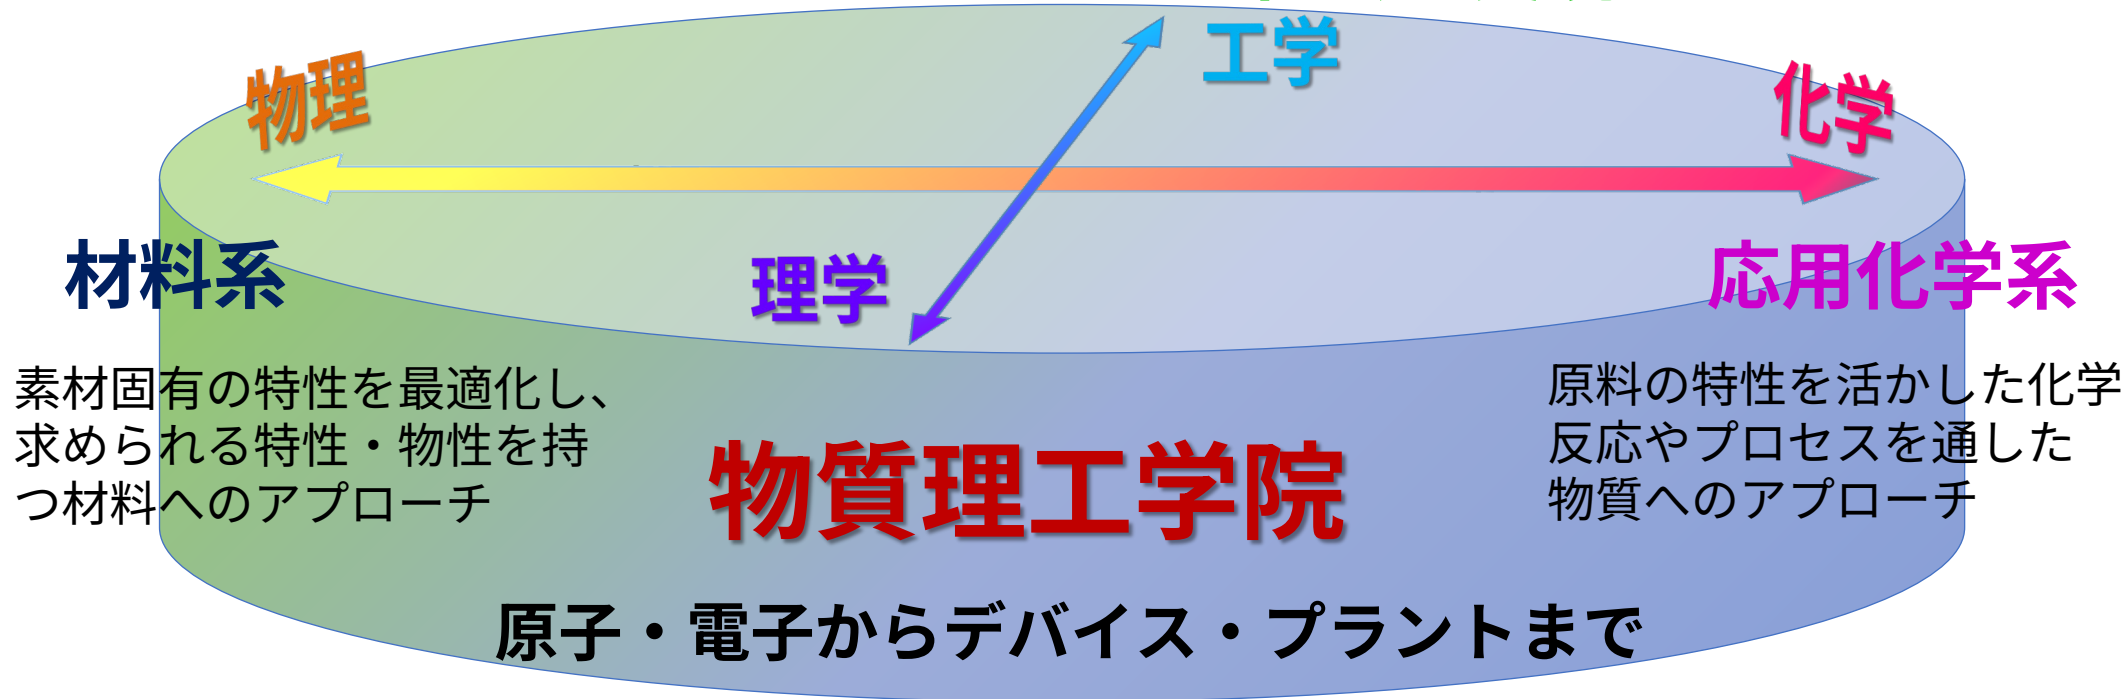 工学
物理
化学
理学
材料系
応用化学系
素材固有の特性を最適化し、
求められる特性・物性を持
つ材料へのアプローチ
原料の特性を活かした化学
反応やプロセスを通した
物質へのアプローチ
物質理工学院
原子・電子からデバイス・プラントまで